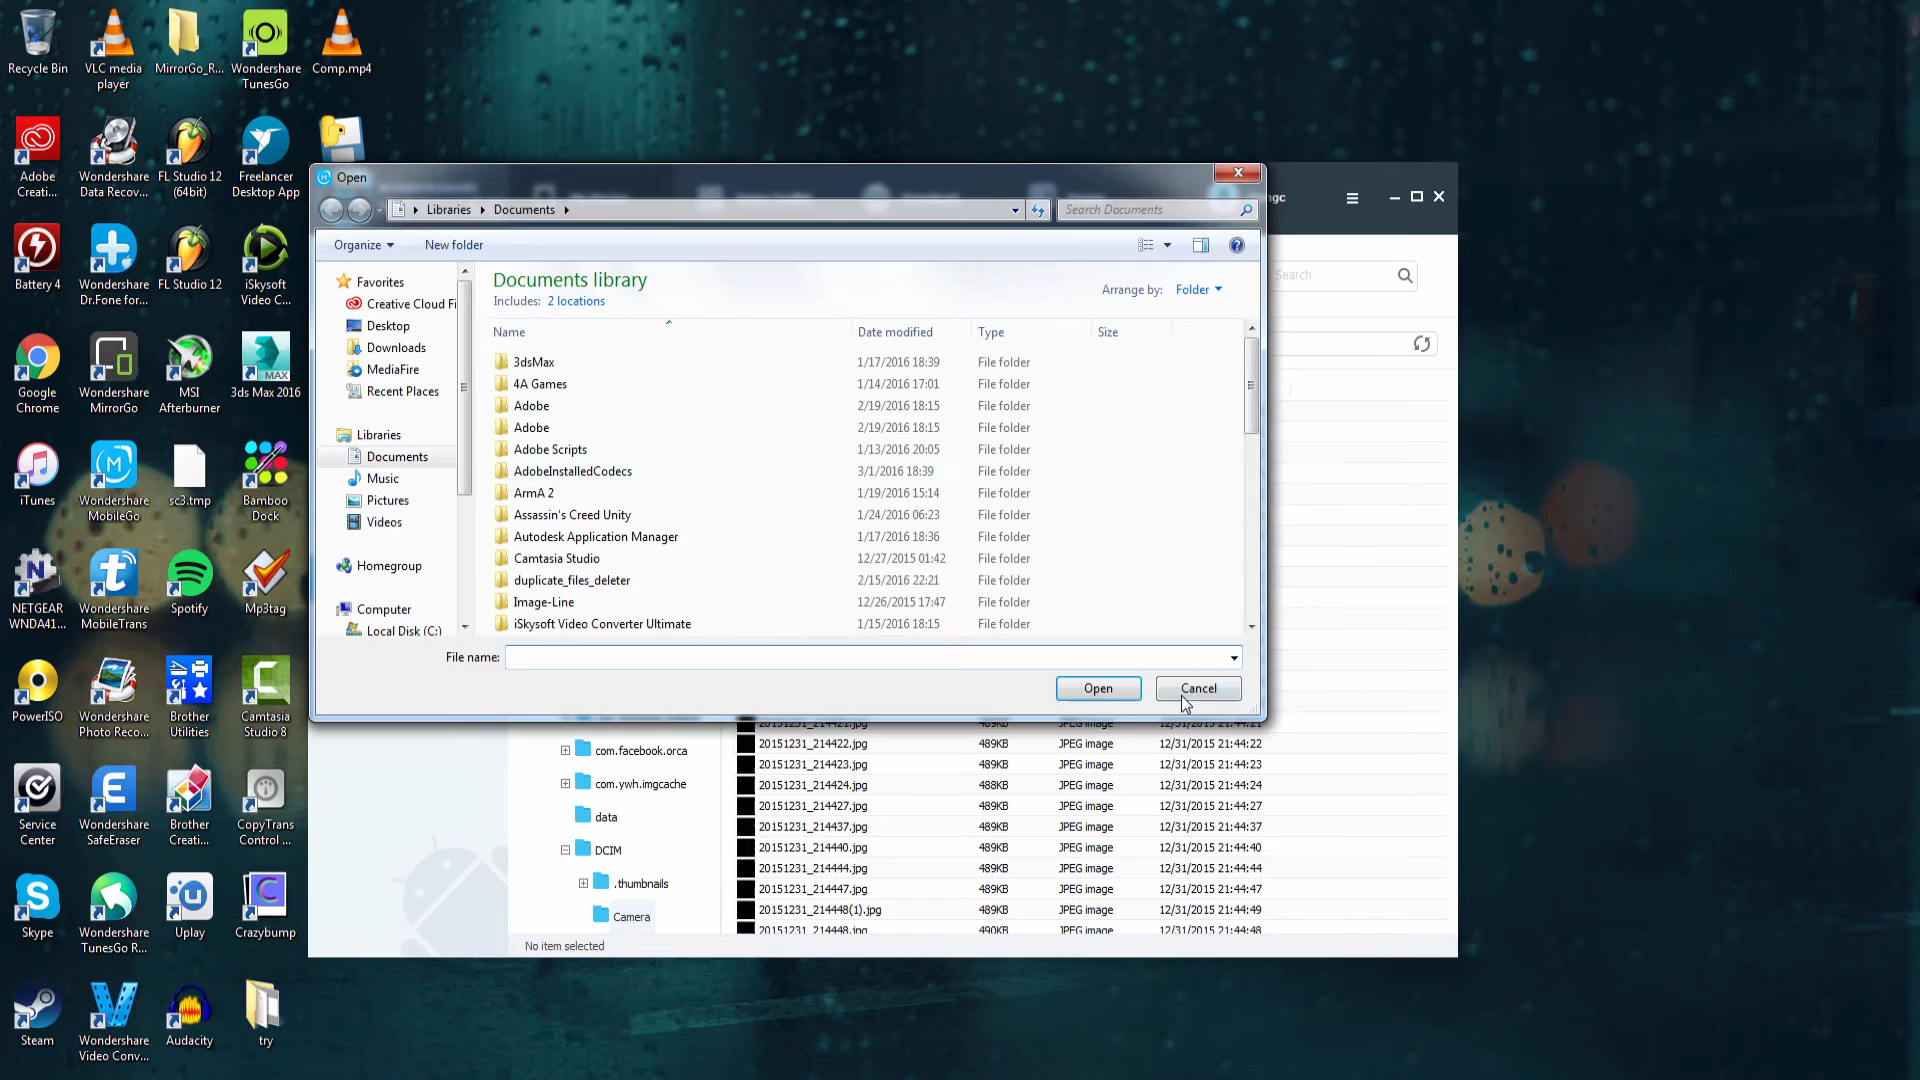 Recycle Bin
VLC media
player
MirrorGo_R...
Wondershare
TunesGo
Comp.mp4
Adobe
Creati...
Wondershare
Data Recov...
FL Studio 12
(64bit)
Freelancer
Desktop App
Battery 4
Wondershare
Dr.Fone for...
FL Studio 12
iSkysoft
Video C...
Google
Chrome
Wondershare
MirrorGo
MSI
Afterburner
3ds Max 2016
iTunes
Wondershare
MobileGo
sc3.tmp
Bamboo
Dock
NETGEAR
WNDA41...
Wondershare
MobileTrans
Spotify
Mp3tag
PowerISO
Wondershare
Photo Reco...
Brother
Utilities
Camtasia
Studio 8
Service
Center
Wondershare
SafeEraser
Brother
Creati...
CopyTrans
Control ...
Skype
Wondershare
TunesGo R...
Uplay
Crazybump
Steam
Wondershare
Video Conv...
Audacity
try
Open
Libraries
Documents
Search Documents
Organize
New folder
Favorites
Creative Cloud Fi
Desktop
Downloads
MediaFire
Recent Places
Libraries
Documents
Music
Pictures
Videos
Homegroup
Computer
Local Disk (C:)
Documents library
Includes: 2 locations
Arrange by: Folder
Name Date modified Type Size
3dsMax 1/17/2016 18:39 File folder
4A Games 1/14/2016 17:01 File folder
Adobe 2/19/2016 18:15 File folder
Adobe 2/19/2016 18:15 File folder
Adobe Scripts 1/13/2016 20:05 File folder
AdobeInstalledCodecs 3/1/2016 18:39 File folder
ArmA 2 1/19/2016 15:14 File folder
Assassin's Creed Unity 1/24/2016 06:23 File folder
Autodesk Application Manager 1/17/2016 18:36 File folder
Camtasia Studio 12/27/2015 01:42 File folder
duplicate_files_deleter 2/15/2016 22:21 File folder
Image-Line 12/26/2015 17:47 File folder
iSkysoft Video Converter Ultimate 1/15/2016 18:15 File folder
File name:
Open
Cancel
ngc
Search
com.facebook.orca
com.ywh.imgcache
data
DCIM
.thumbnails
Camera
20151231_214421.jpg 489KB JPEG image 12/31/2015 21:44:21
20151231_214422.jpg 489KB JPEG image 12/31/2015 21:44:22
20151231_214423.jpg 489KB JPEG image 12/31/2015 21:44:23
20151231_214424.jpg 488KB JPEG image 12/31/2015 21:44:24
20151231_214427.jpg 489KB JPEG image 12/31/2015 21:44:27
20151231_214437.jpg 489KB JPEG image 12/31/2015 21:44:37
20151231_214440.jpg 489KB JPEG image 12/31/2015 21:44:40
20151231_214444.jpg 489KB JPEG image 12/31/2015 21:44:44
20151231_214447.jpg 489KB JPEG image 12/31/2015 21:44:47
20151231_214448(1).jpg 489KB JPEG image 12/31/2015 21:44:49
20151231_214448.jpg 490KB JPEG image 12/31/2015 21:44:48
No item selected